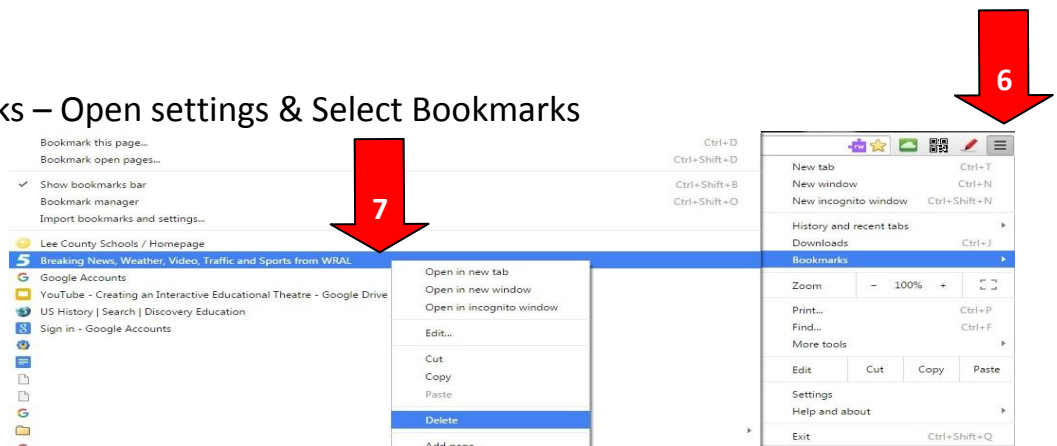 6
ks – Open settings & Select Bookmarks
Bookmark this page... Ctrl+D
Bookmark open pages... Ctrl+Shift+D
Show bookmarks bar Ctrl+Shift+B
Bookmark manager Ctrl+Shift+O
Import bookmarks and settings...
7
Lee County Schools / Homepage
5 Breaking News, Weather, Video, Traffic and Sports from WRAL
G Google Accounts
YouTube - Creating an Interactive Educational Theatre - Google Drive
US History | Search | Discovery Education
8 Sign in - Google Accounts
G
Open in new tab
Open in new window
Open in incognito window
Edit...
Cut
Copy
Paste
Delete
Add page...
New tab Ctrl+T
New window Ctrl+N
New incognito window Ctrl+Shift+N
History and recent tabs
Downloads Ctrl+J
Bookmarks
Zoom - 100% +
Print... Ctrl+P
Find... Ctrl+F
More tools
Edit Cut Copy Paste
Settings
Help and about
Exit Ctrl+Shift+Q